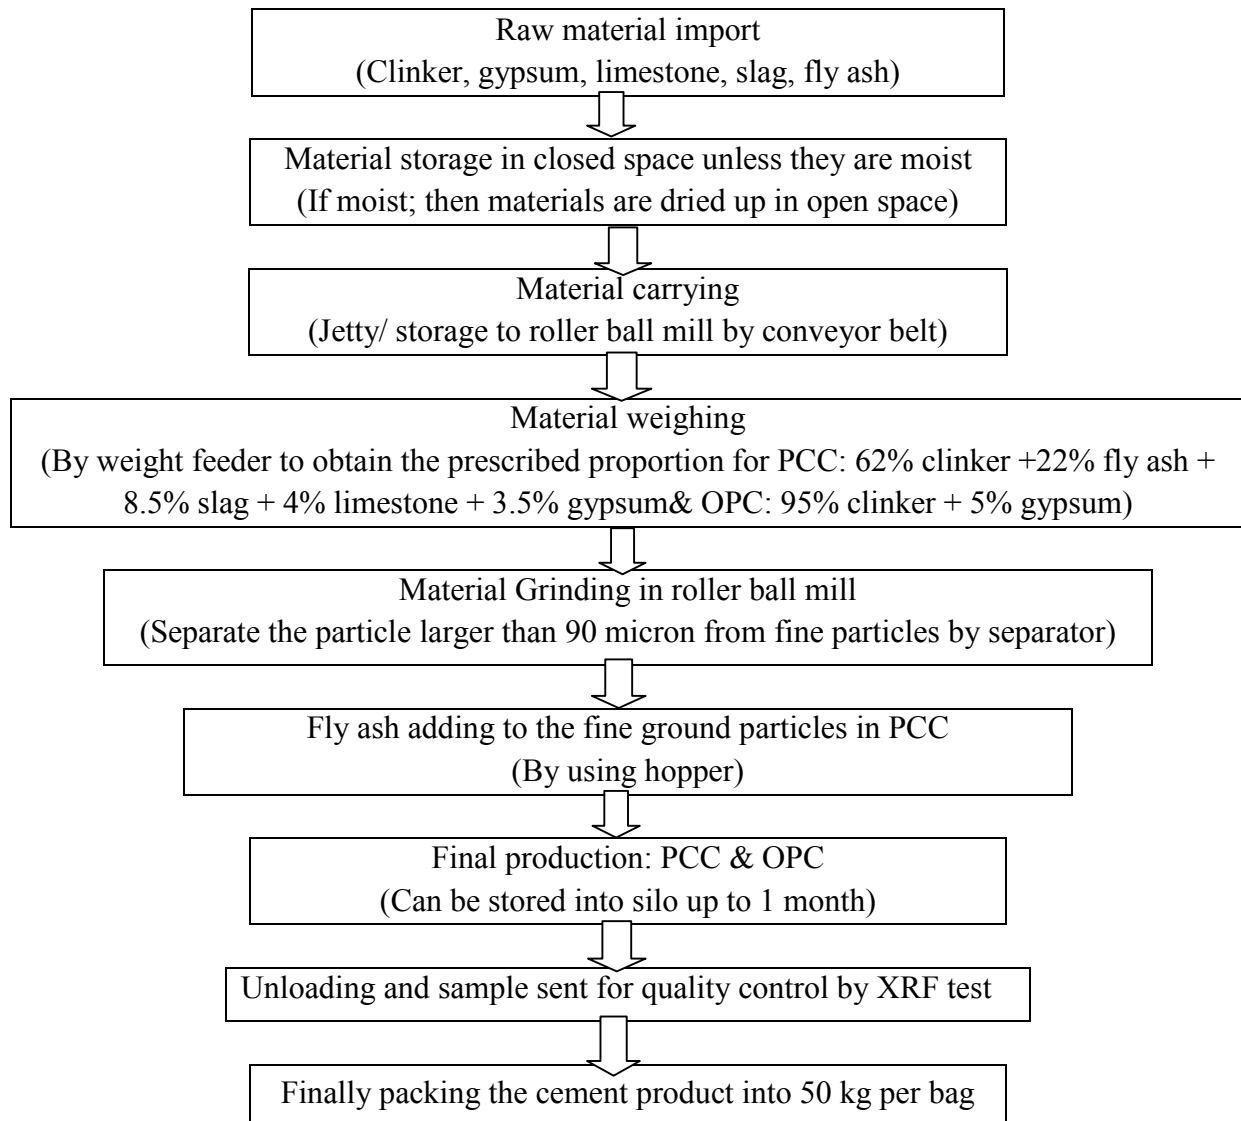 Raw material import
(Clinker, gypsum, limestone, slag, fly ash)
Material storage in closed space unless they are moist
(If moist; then materials are dried up in open space)
Material carrying
(Jetty/ storage to roller ball mill by conveyor belt)
Material weighing
(By weight feeder to obtain the prescribed proportion for PCC: 62% clinker +22% fly ash +
8.5% slag + 4% limestone + 3.5% gypsum& OPC: 95% clinker + 5% gypsum)
Material Grinding in roller ball mill
(Separate the particle larger than 90 micron from fine particles by separator)
Fly ash adding to the fine ground particles in PCC
(By using hopper)
Final production: PCC & OPC
(Can be stored into silo up to 1 month)
Unloading and sample sent for quality control by XRF test
Finally packing the cement product into 50 kg per bag